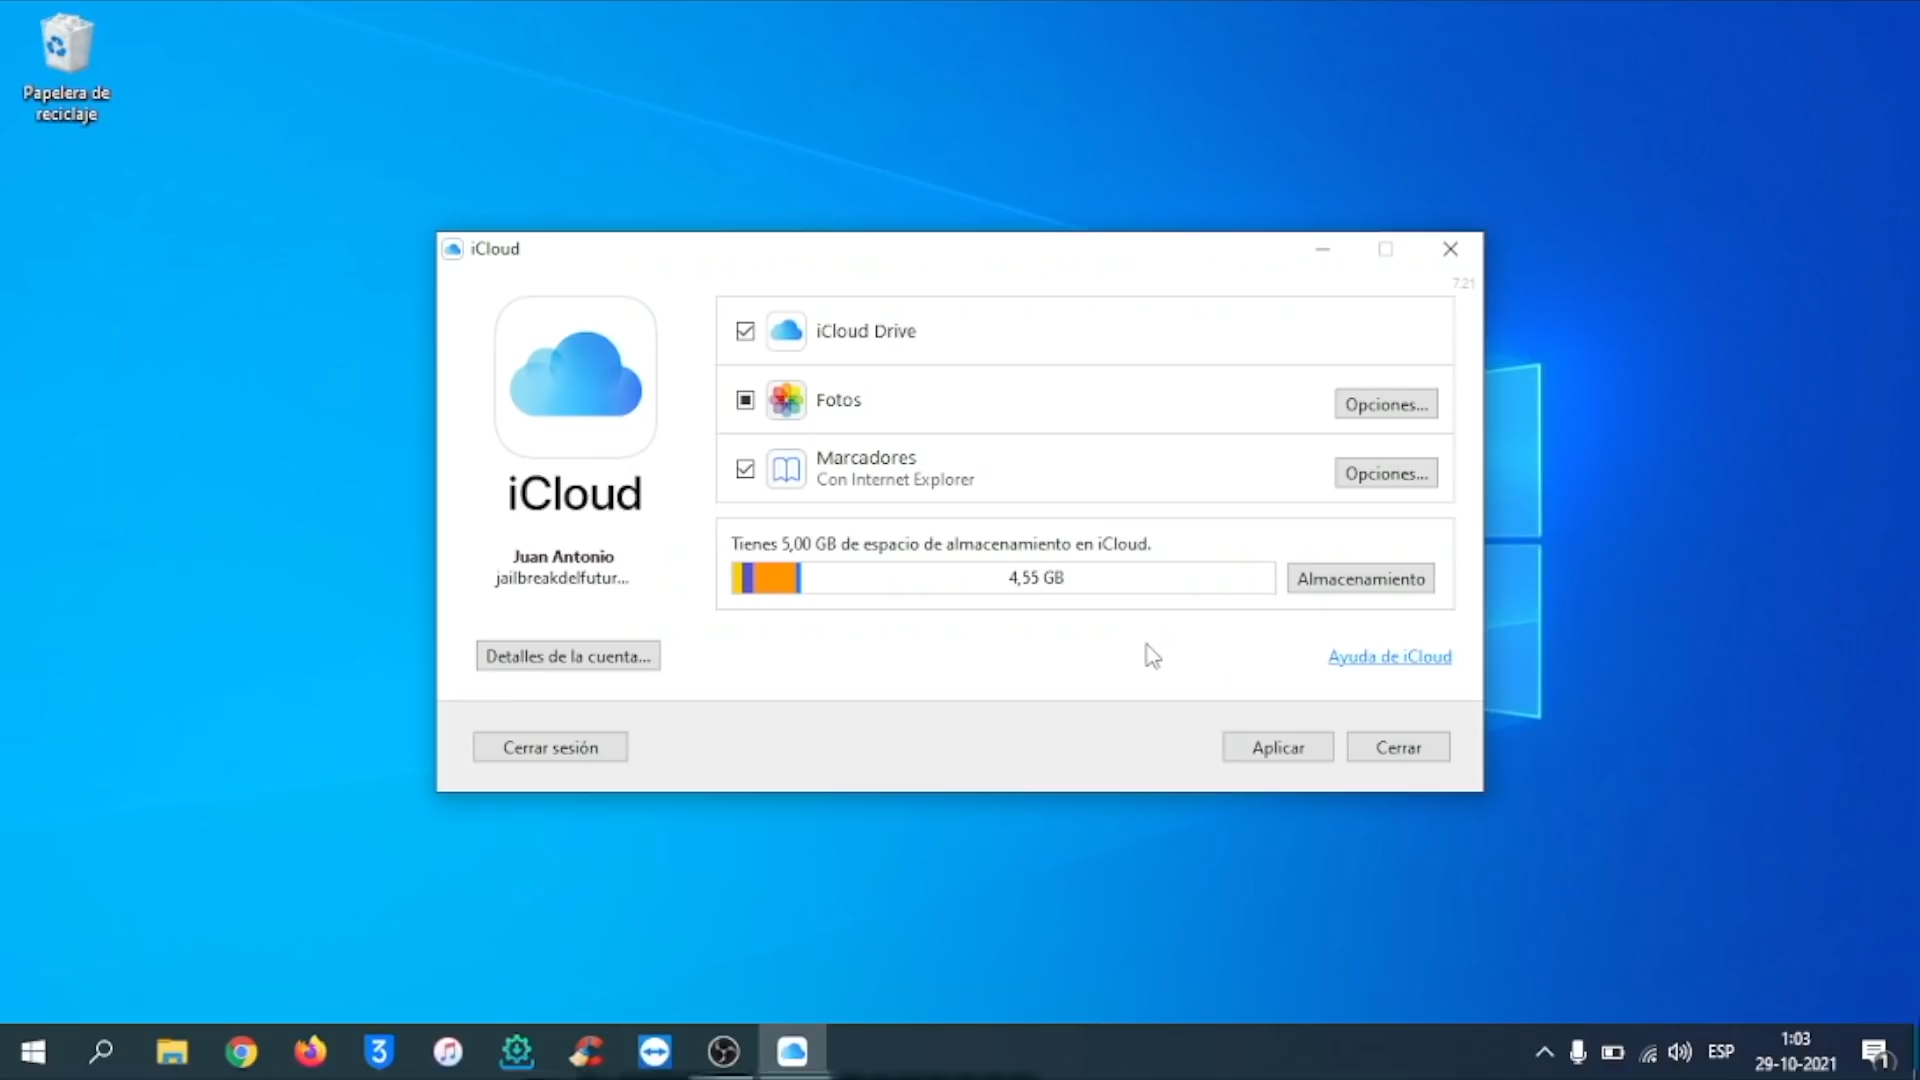 Papelera de
reciclaje
iCloud
7.21
iCloud
Juan Antonio
jailbreakdelfutur...
Detalles de la cuenta...
iCloud Drive
Fotos
Opciones...
Marcadores
Con Internet Explorer
Opciones...
Tienes 5,00 GB de espacio de almacenamiento en iCloud.
4,55 GB
Almacenamiento
Ayuda de iCloud
Cerrar sesión
Aplicar
Cerrar
3
ESP
1:03
29-10-2021
1